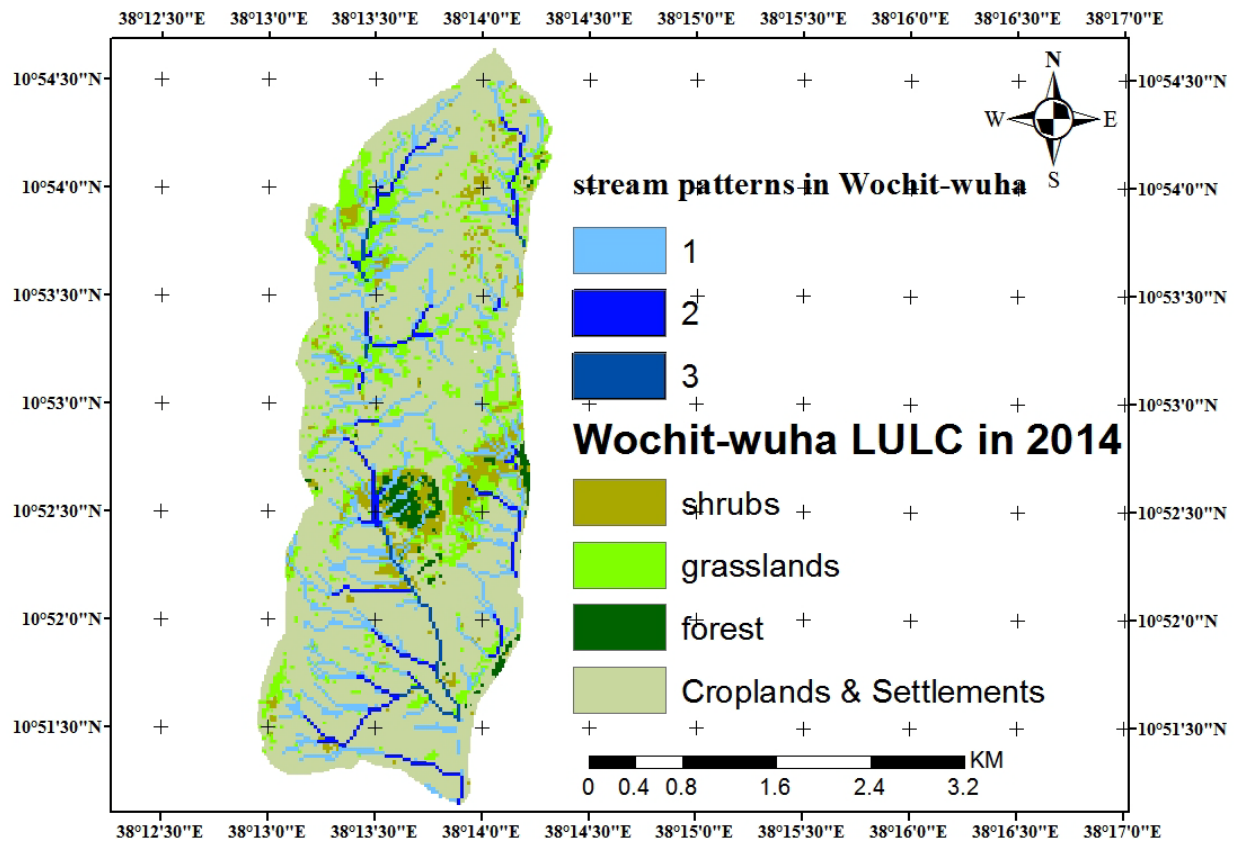 38°12'30"E 38°13'0"E 38°13'30"E 38°14'0"E 38°14'30"E 38°15'0"E 38°15'30"E 38°16'0"E 38°16'30"E 38°17'0"E
N
W E
S
10°54'30"N 10°54'30"N
stream patterns in Wochit-wuha
10°54'0"N 10°54'0"N
1
10°53'30"N 2 10°53'30"N
3
10°53'0"N 10°53'0"N
Wochit-wuha LULC in 2014
shrubs
10°52'30"N 10°52'30"N
grasslands
10°52'0"N forest 10°52'0"N
Croplands & Settlements
10°51'30"N 10°51'30"N
KM
0 0.4 0.8 1.6 2.4 3.2
38°12'30"E 38°13'0"E 38°13'30"E 38°14'0"E 38°14'30"E 38°15'0"E 38°15'30"E 38°16'0"E 38°16'30"E 38°17'0"E